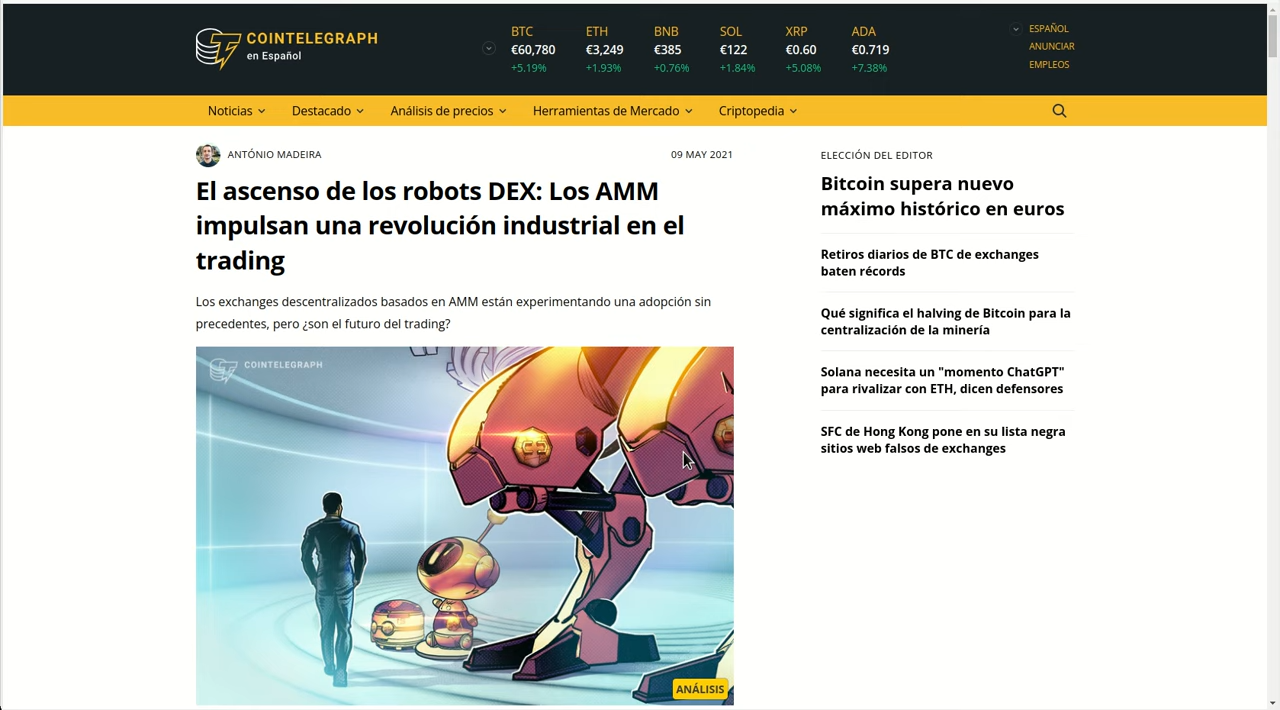 COINTELEGRAPH
en Español
BTC ETH BNB SOL XRP ADA
€60,780 €3,249 €385 €122 €0.60 €0.719
+5.19% +1.93% +0.76% +1.84% +5.08% +7.38%
ESPAÑOL
ANUNCIAR
EMPLEOS
Noticias Destacado Análisis de precios Herramientas de Mercado Criptopedia
ANTÓNIO MADEIRA 09 MAY 2021
El ascenso de los robots DEX: Los AMM
impulsan una revolución industrial en el
trading
Los exchanges descentralizados basados en AMM están experimentando una adopción sin
precedentes, pero ¿son el futuro del trading?
COINTELEGRAPH
ANÁLISIS
ELECCIÓN DEL EDITOR
Bitcoin supera nuevo
máximo histórico en euros
Retiros diarios de BTC de exchanges
baten récords
Qué significa el halving de Bitcoin para la
centralización de la minería
Solana necesita un "momento ChatGPT"
para rivalizar con ETH, dicen defensores
SFC de Hong Kong pone en su lista negra
sitios web falsos de exchanges